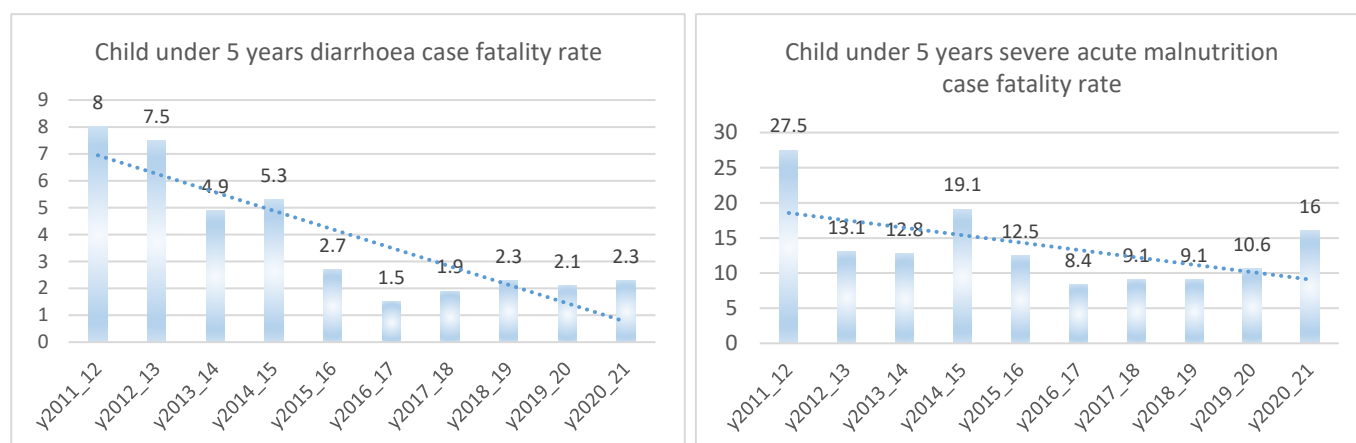 Child under 5 years diarrhoea case fatality rate
9
8
7
6
5
4
3
2
1
0
8
7.5
4.9
5.3
2.7
1.5
1.9
2.3
2.1
2.3
y2011_12
y2012_13
y2013_14
y2014_15
y2015_16
y2016_17
y2017_18
y2018_19
y2019_20
y2020_21
Child under 5 years severe acute malnutrition
case fatality rate
30
25
20
15
10
5
0
27.5
13.1
12.8
19.1
12.5
8.4
9.1
9.1
10.6
16
y2011_12
y2012_13
y2013_14
y2014_15
y2015_16
y2016_17
y2017_18
y2018_19
y2019_20
y2020_21